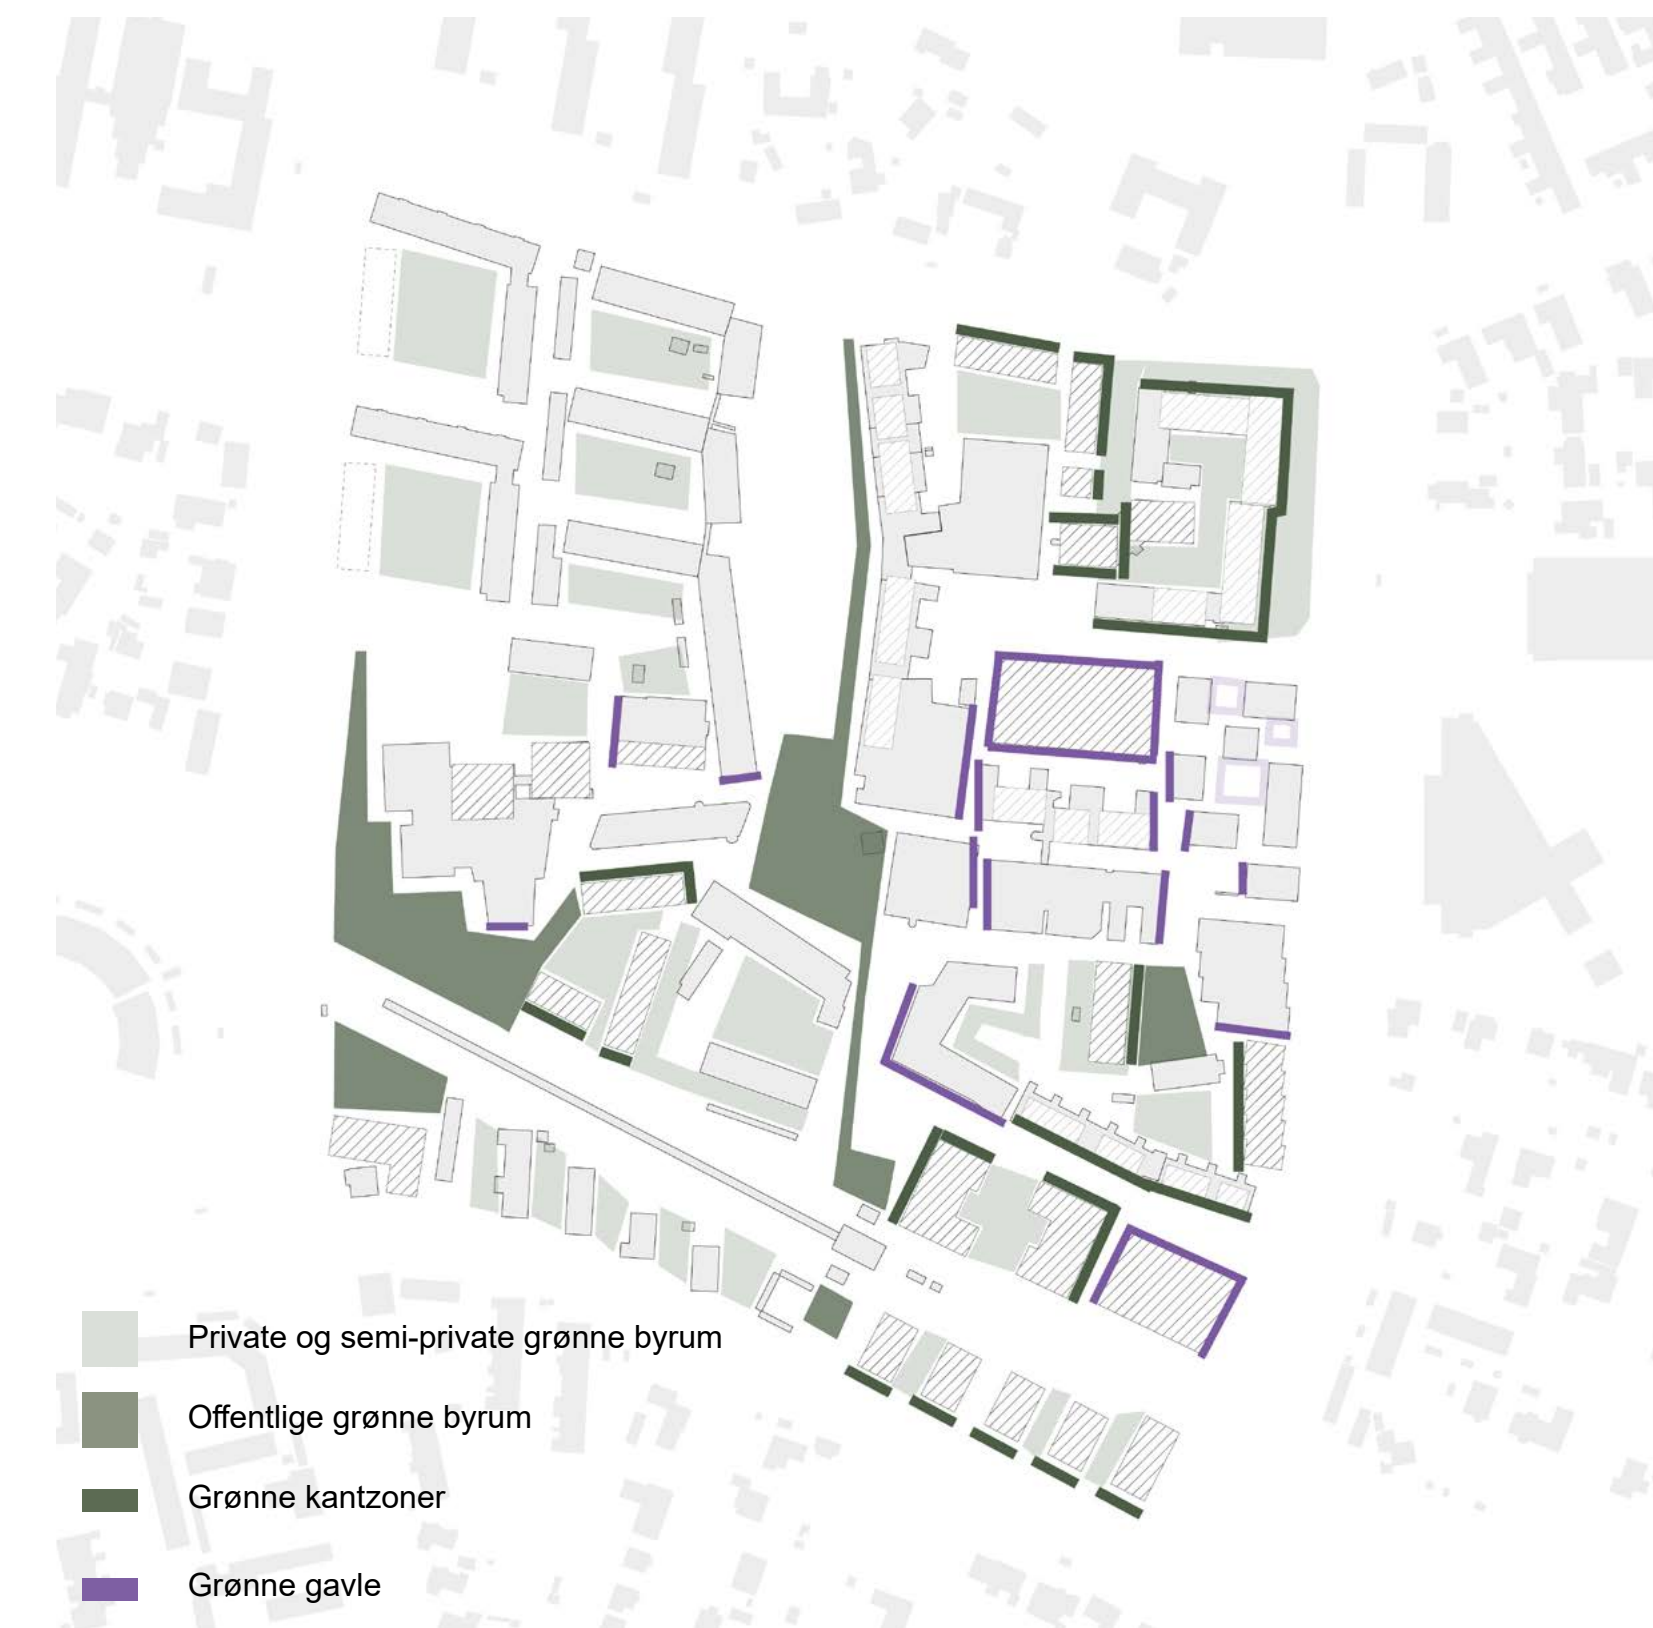 Private og semi-private grønne byrum
Offentlige grønne byrum
Grønne kantzoner
Grønne gavle